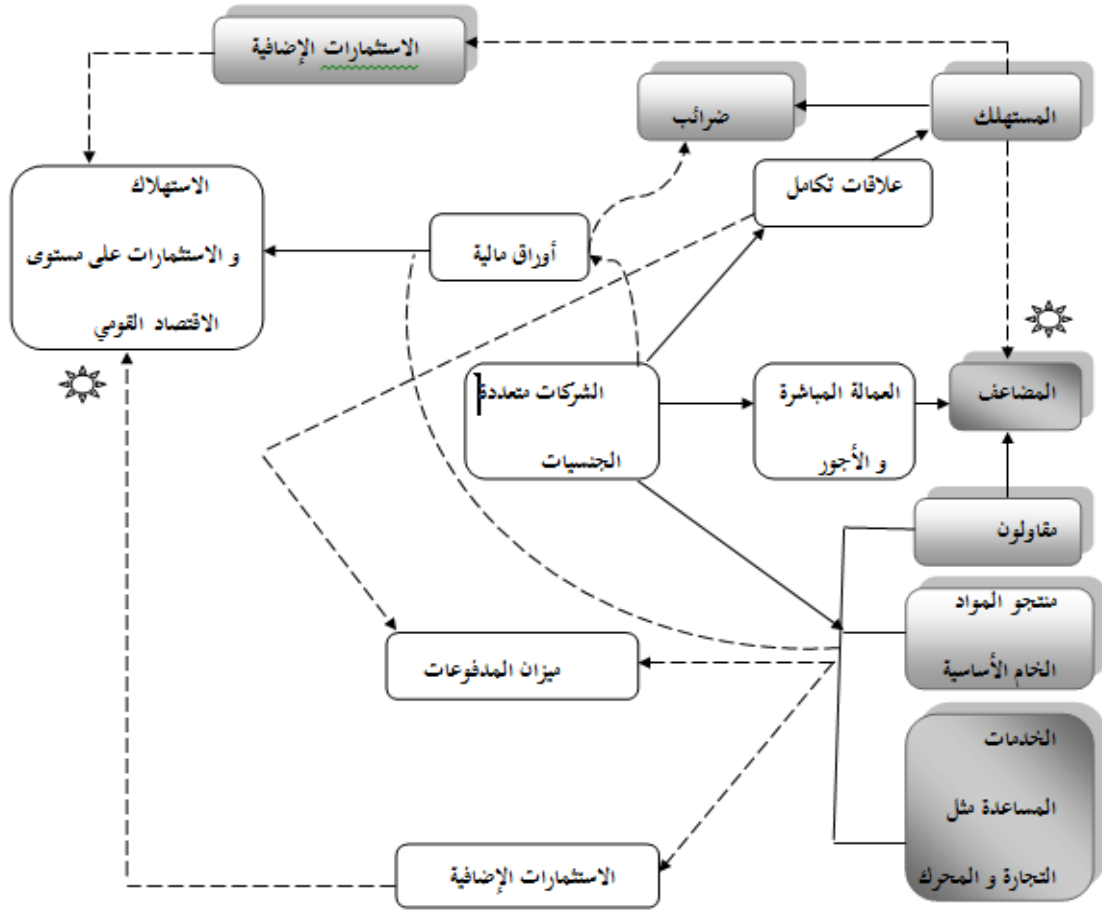 الاستثمارات الإضافية
المستهلك
ضرائب
علاقات تكامل
الاستهلاك
و الاستثمارات على مستوى
الاقتصاد القومي
أوراق مالية
الشركات متعددة
الجنسيات
العمالة المباشرة
و الأجور
المضاعف
مقاولون
منتجو المواد
الخام الأساسية
ميزان المدفوعات
الخدمات
المساعدة مثل
التجارة و المحرك
الاستثمارات الإضافية